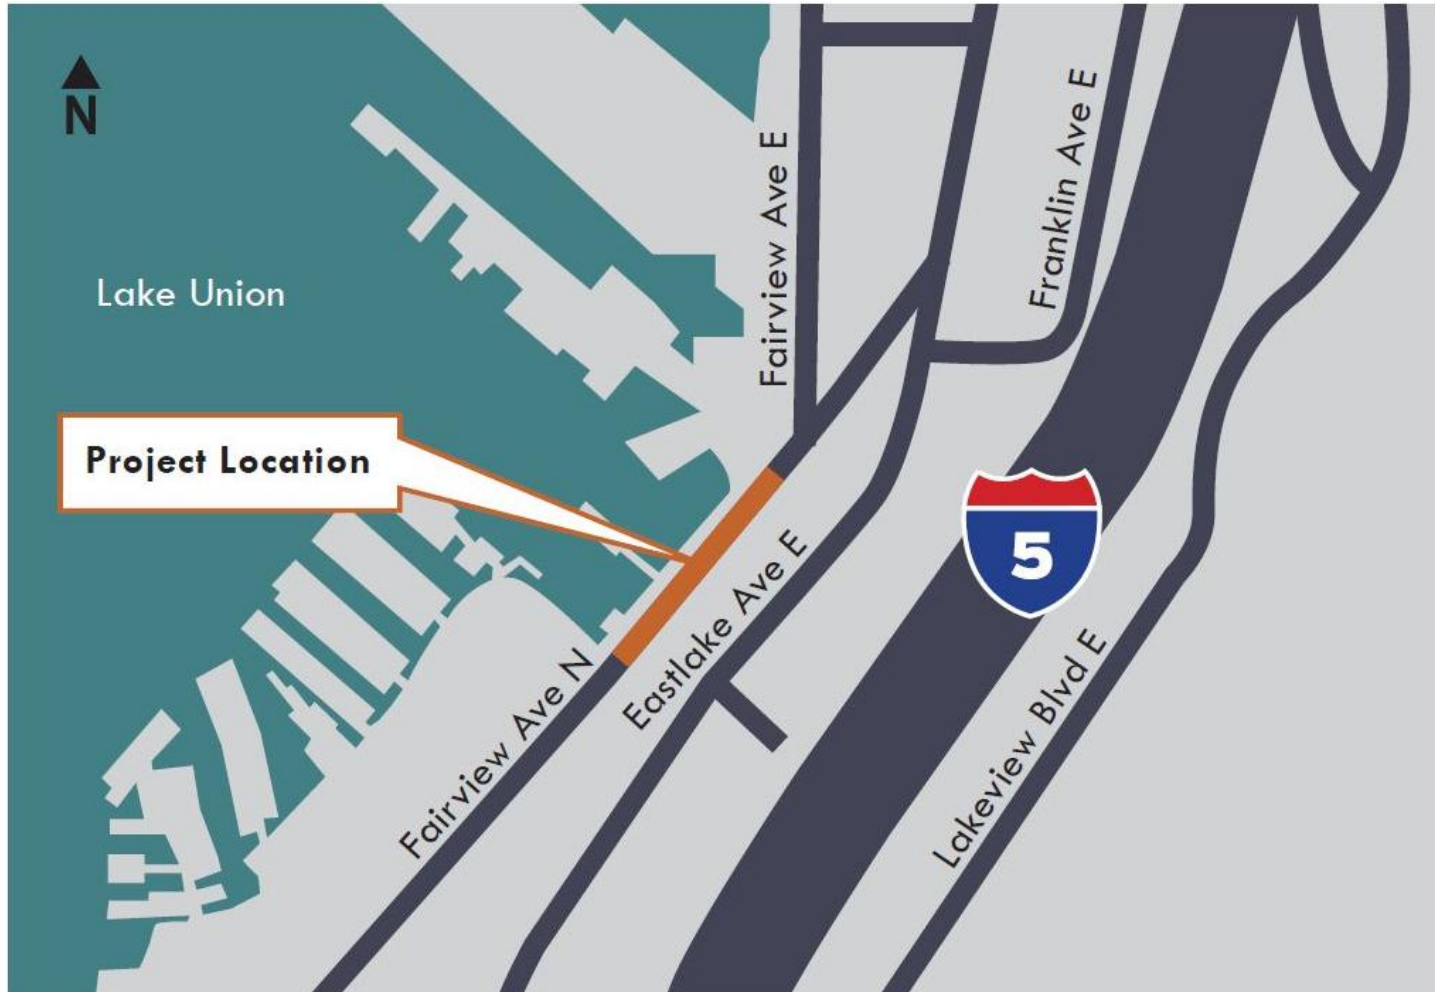 N
Fairview Ave E
Franklin Ave E
Lake Union
Project Location
5
Eastlake Ave E
Fairview Ave N
Lakeview Blvd E